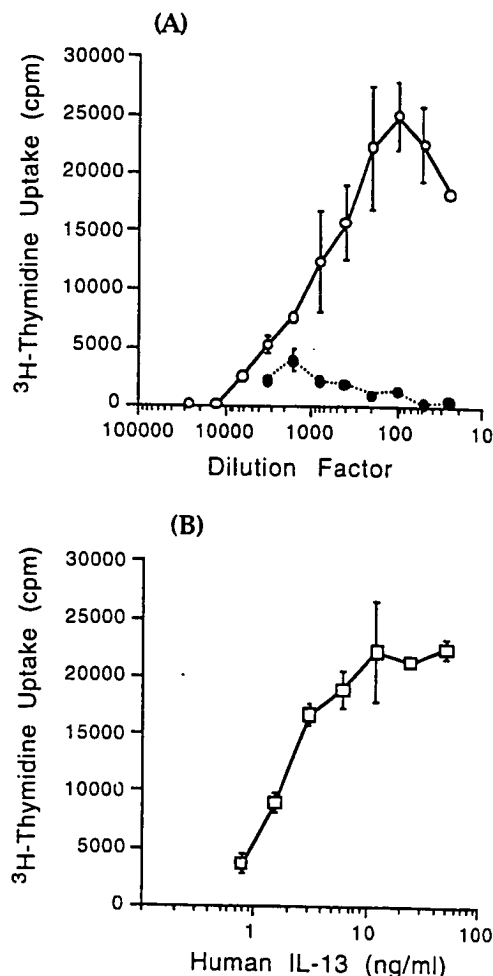 (A)
³H-Thymidine Uptake (cpm)
30000
25000
20000
15000
10000
5000
0
100000 10000 1000 100 10
Dilution Factor
(B)
³H-Thymidine Uptake (cpm)
30000
25000
20000
15000
10000
5000
0
1 10 100
Human IL-13 (ng/ml)